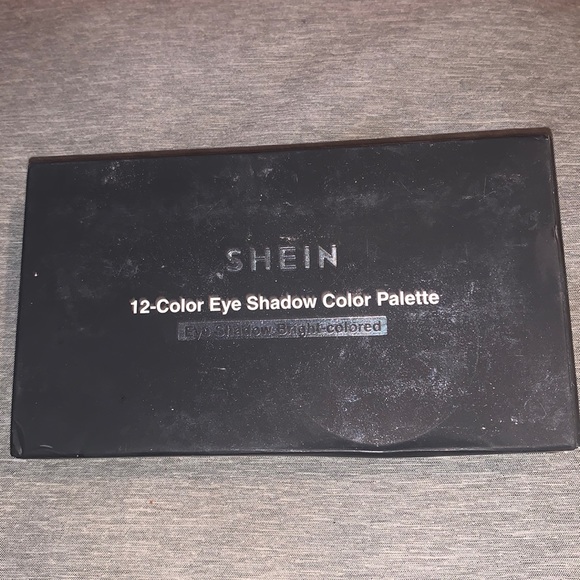 SHEIN
12-Color Eye Shadow Color Palette
Eye Shadow-Bright-colored